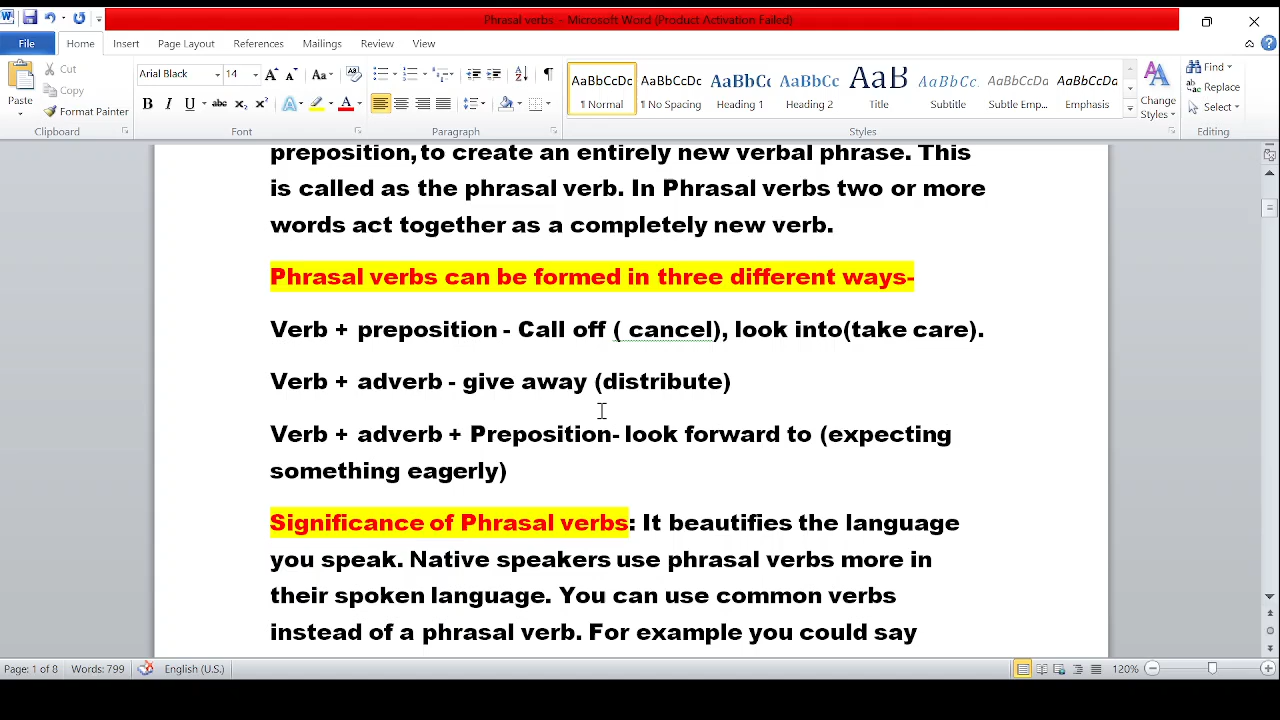 Phrasal verbs - Microsoft Word (Product Activation Failed)
File Home Insert Page Layout References Mailings Review View
Paste
Cut
Copy
Format Painter
Clipboard
Arial Black 14
Font
Paragraph
AaBbCcDc AaBbCcDc AaBbCc AaBbCc AaB AaBbCc. AaBbCcDc AaBbCcDc
¶ Normal ¶ No Spacing Heading 1 Heading 2 Title Subtitle Subtle Em... Emphasis
Change Styles
Styles
Find
Replace
Select
Editing
preposition, to create an entirely new verbal phrase. This
is called as the phrasal verb. In Phrasal verbs two or more
words act together as a completely new verb.
Phrasal verbs can be formed in three different ways-
Verb + preposition - Call off ( cancel), look into(take care).
Verb + adverb - give away (distribute)
Verb + adverb + Preposition- look forward to (expecting
something eagerly)
Significance of Phrasal verbs: It beautifies the language
you speak. Native speakers use phrasal verbs more in
their spoken language. You can use common verbs
instead of a phrasal verb. For example you could say
Page: 1 of 8 Words: 799 English (U.S.) 120%